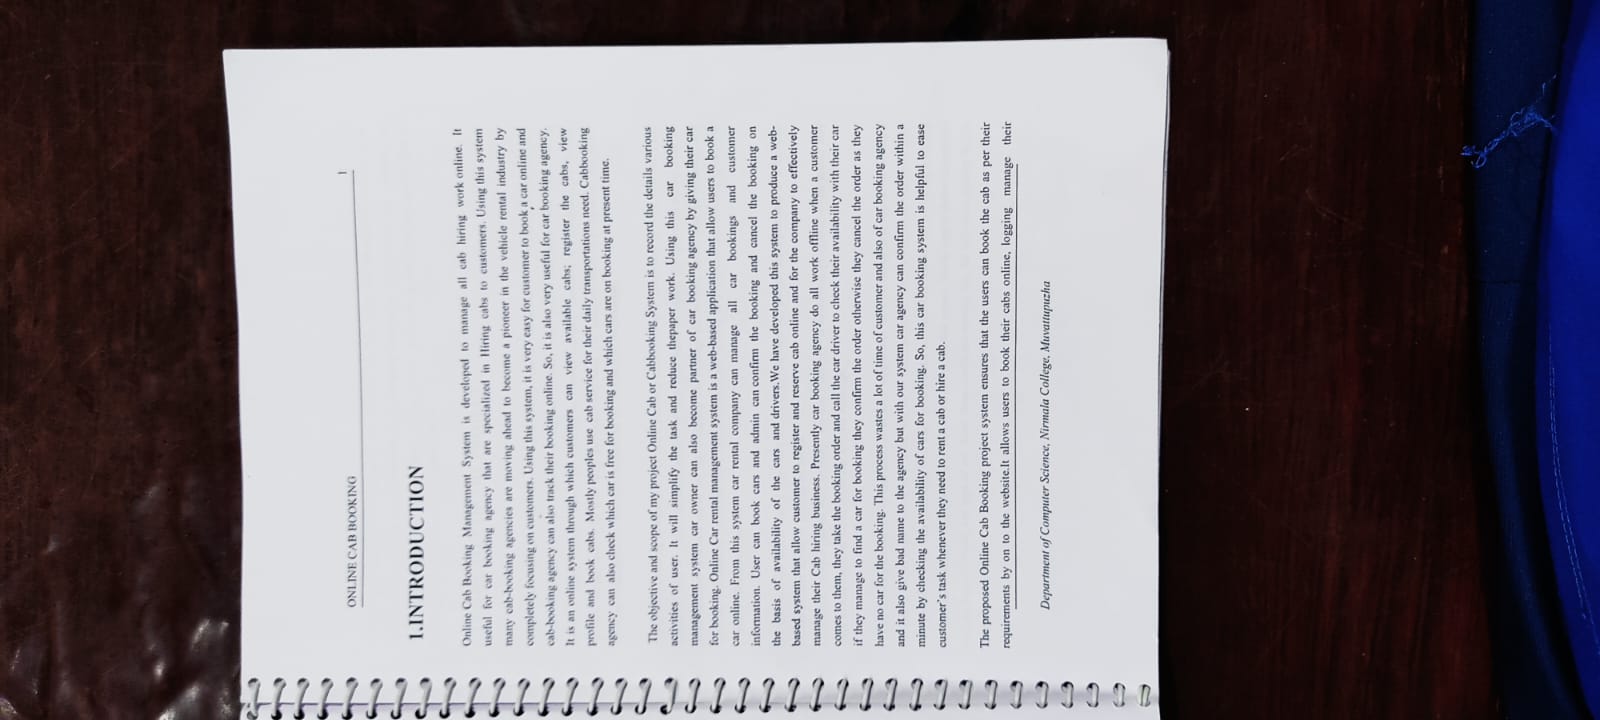 ONLINE CAB BOOKING 1
1.INTRODUCTION
Online Cab Booking Management System is developed to manage all cab hiring work online. It
useful for car booking agency that are specialized in Hiring cabs to customers. Using this system
many cab-booking agencies are moving ahead to become a pioneer in the vehicle rental industry by
completely focusing on customers. Using this system, it is very easy for customer to book a car online and
cab-booking agency can also track their booking online. So, it is also very useful for car booking agency.
It is an online system through which customers can view available cabs; register the cabs, view
profile and book cabs. Mostly peoples use cab service for their daily transportations need. Cabbooking
agency can also check which car is free for booking and which cars are on booking at present time.
The objective and scope of my project Online Cab or Cabbooking System is to record the details various
activities of user. It will simplify the task and reduce thepaper work. Using this car booking
management system car owner can also become partner of car booking agency by giving their car
for booking. Online Car rental management system is a web-based application that allow users to book a
car online. From this system car rental company can manage all car bookings and customer
information. User can book cars and admin can confirm the booking and cancel the booking on
the basis of availability of the cars and drivers.We have developed this system to produce a web-
based system that allow customer to register and reserve cab online and for the company to effectively
manage their Cab hiring business. Presently car booking agency do all work offline when a customer
comes to them, they take the booking order and call the car driver to check their availability with their car
if they manage to find a car for booking they confirm the order otherwise they cancel the order as they
have no car for the booking. This process wastes a lot of time of customer and also of car booking agency
and it also give bad name to the agency but with our system car agency can confirm the order within a
minute by checking the availability of cars for booking. So, this car booking system is helpful to ease
customer's task whenever they need to rent a cab or hire a cab.
The proposed Online Cab Booking project system ensures that the users can book the cab as per their
requirements by on to the website.It allows users to book their cabs online, logging manage their
Department of Computer Science, Nirmala College, Muvattupuzha